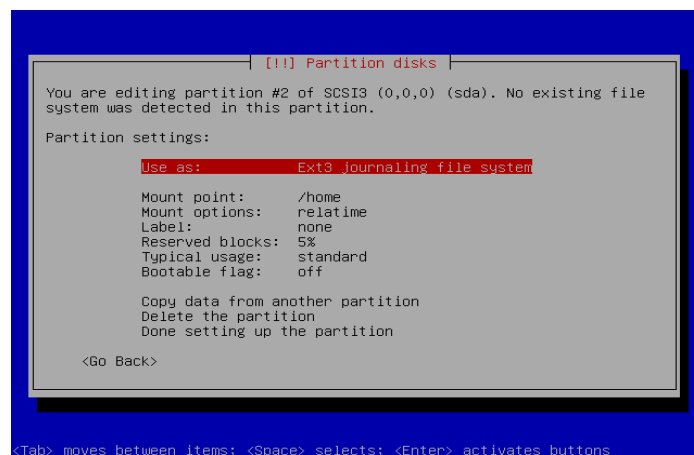 [!!] Partition disks
You are editing partition #2 of SCSI3 (0,0,0) (sda). No existing file
system was detected in this partition.
Partition settings:
Use as: Ext3 journaling file system
Mount point: /home
Mount options: relatime
Label: none
Reserved blocks: 5%
Typical usage: standard
Bootable flag: off
Copy data from another partition
Delete the partition
Done setting up the partition
<Go Back>
<Tab> moves between items; <Space> selects; <Enter> activates buttons